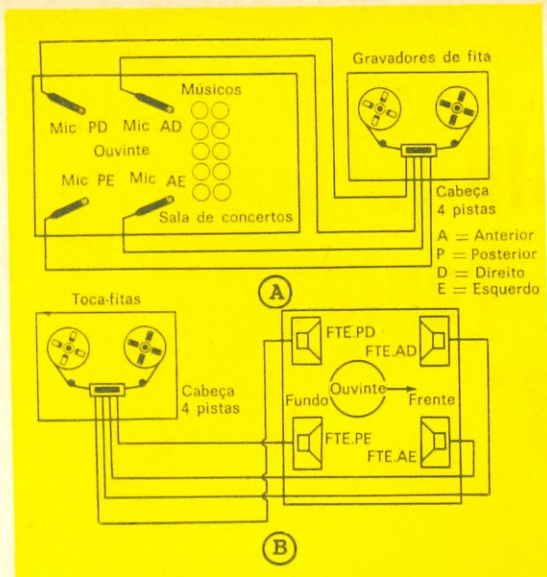 Gravadores de fita
Músicos
Mic PD Mic AD
Ouvinte
Mic PE Mic AE
Sala de concertos
Cabeça
4 pistas
A = Anterior
P = Posterior
D = Direito
E = Esquerdo
A
Toca-fitas
Cabeça
4 pistas
FTE.PD
FTE.AD
Fundo Ouvinte Frente
FTE.PE
FTE.AE
B